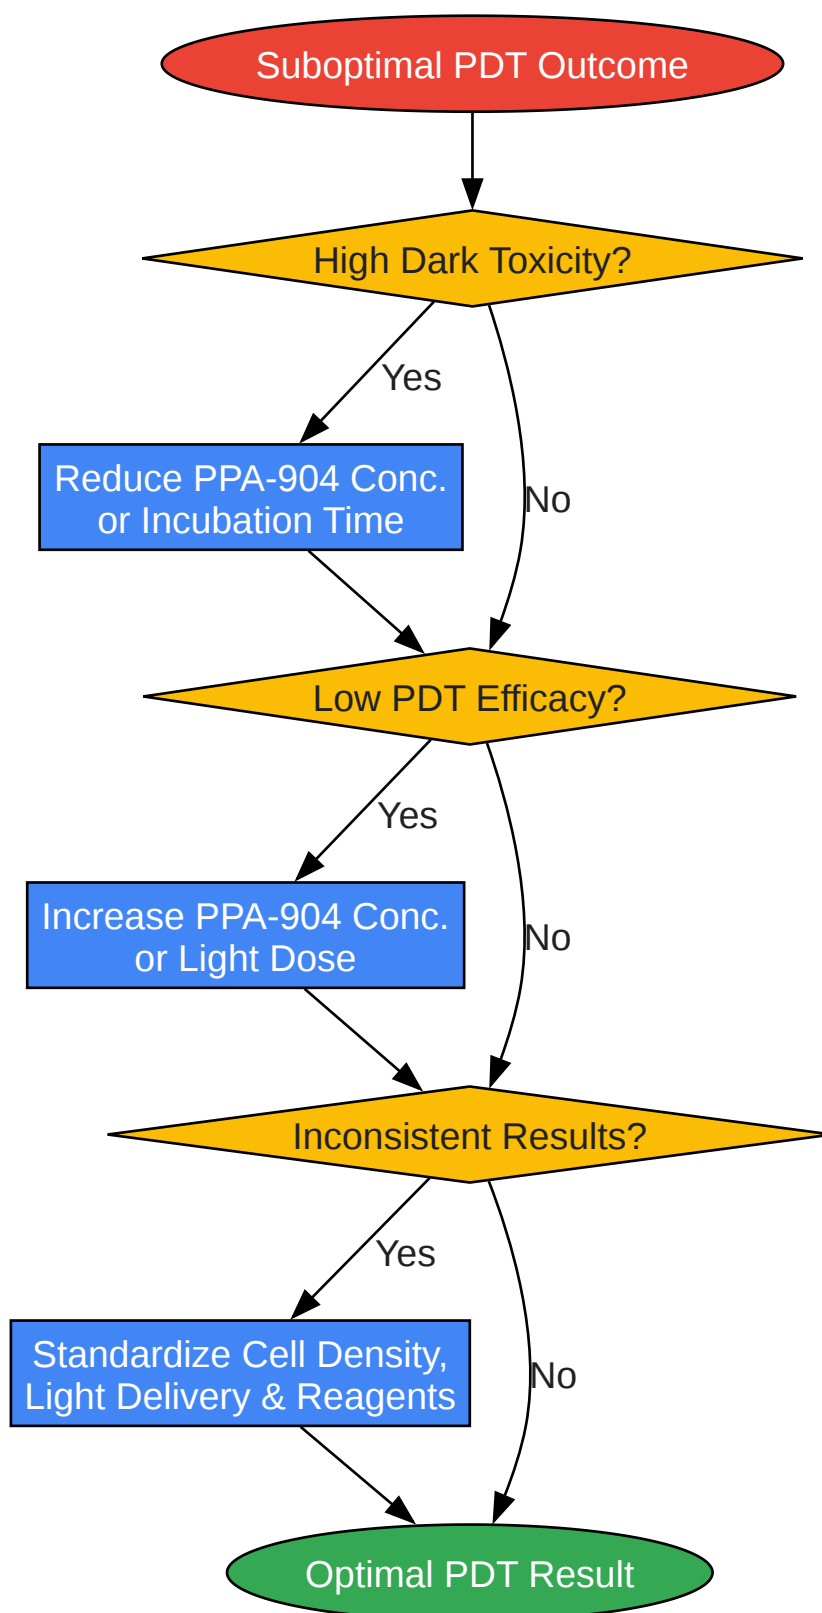 Suboptimal PDT Outcome
High Dark Toxicity?
Yes
Reduce PPA-904 Conc.
or Incubation Time
No
Low PDT Efficacy?
Yes
Increase PPA-904 Conc.
or Light Dose
No
Inconsistent Results?
Yes
Standardize Cell Density,
Light Delivery & Reagents
No
Optimal PDT Result